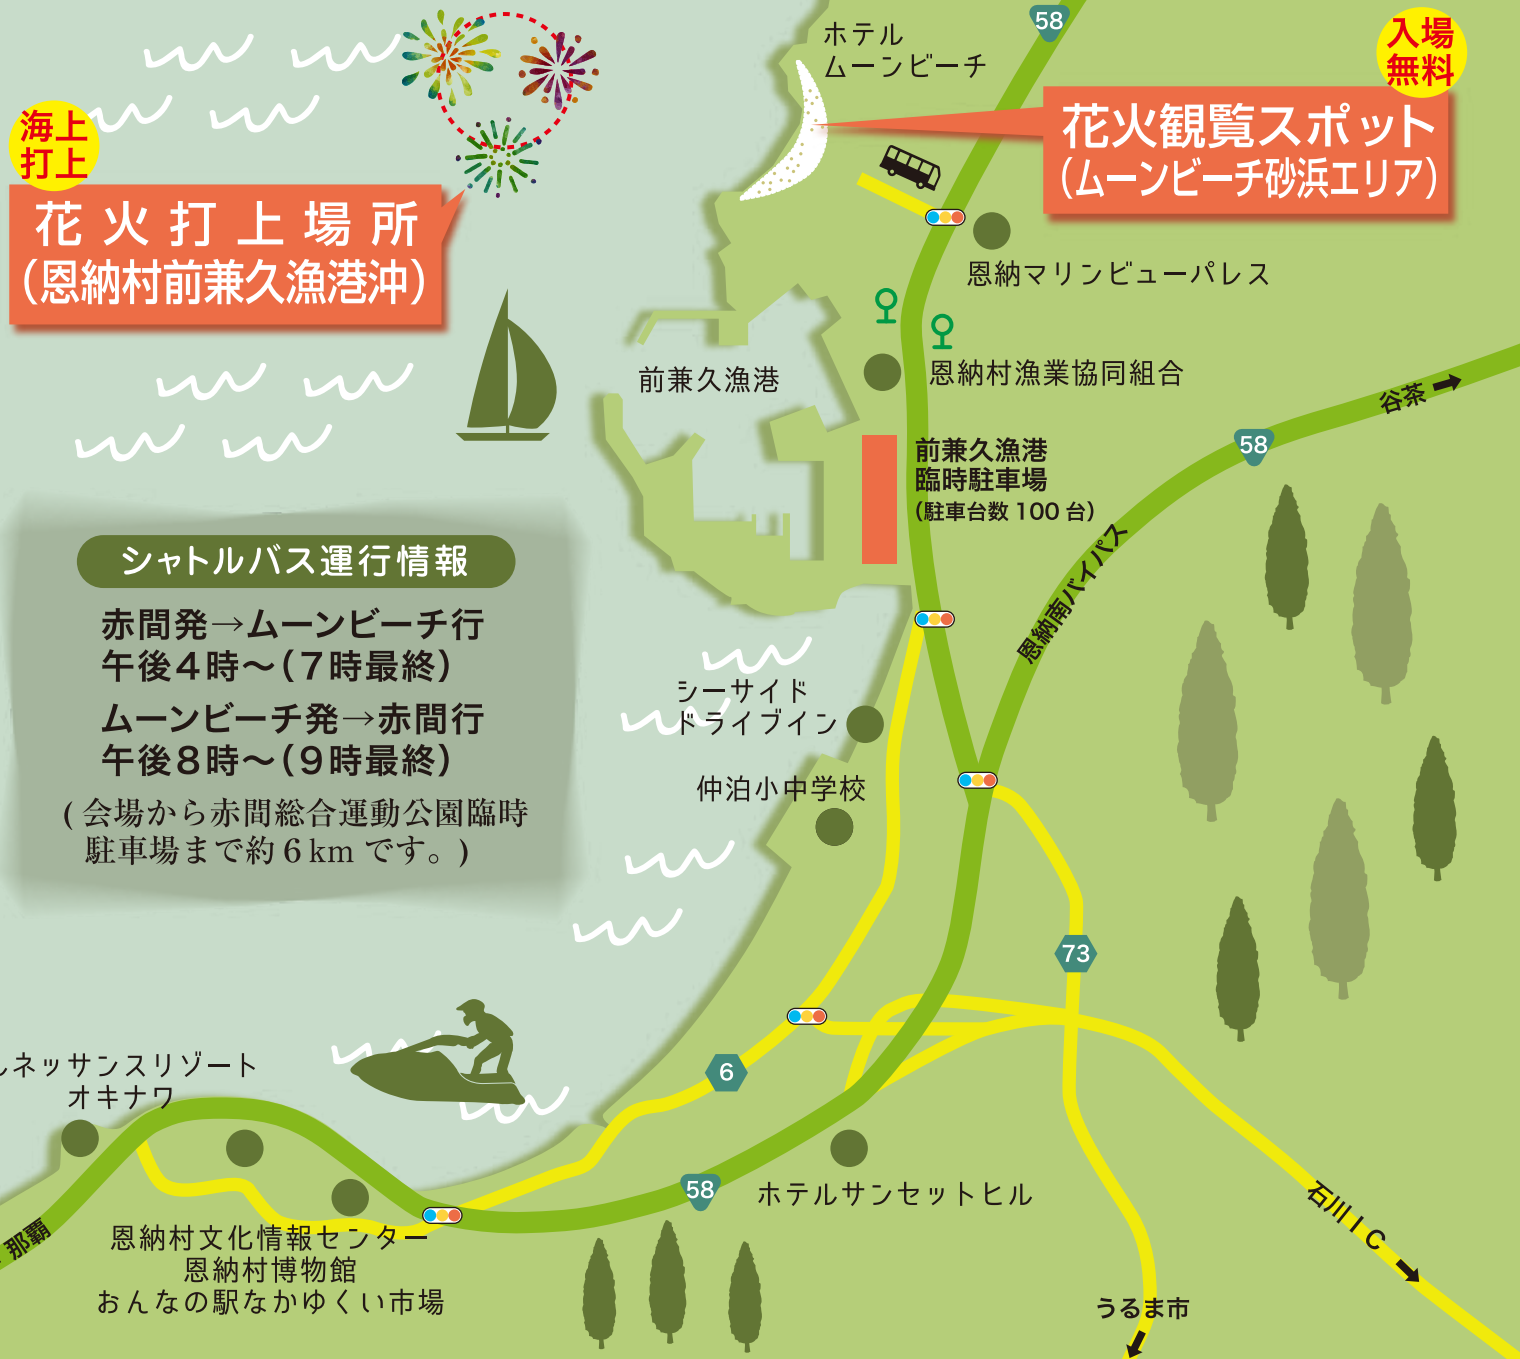 58
ホテル
ムーンビーチ
入場
無料
花火観覧スポット
（ムーンビーチ砂浜エリア）
海上
打上
花火打上場所
（恩納村前兼久漁港沖）
恩納マリンビューパレス
前兼久漁港
恩納村漁業協同組合
谷茶
58
前兼久漁港
臨時駐車場
（駐車台数100台）
恩納南バイパス
シャトルバス運行情報
赤間発→ムーンビーチ行
午後4時～（7時最終）
ムーンビーチ発→赤間行
午後8時～（9時最終）
(会場から赤間総合運動公園臨時
駐車場まで約6kmです。)
シーサイド
ドライブイン
仲泊小中学校
73
6
ルネッサンスリゾート
オキナワ
58
ホテルサンセットヒル
石川IC
那覇
恩納村文化情報センター
恩納村博物館
おんなの駅なかゆくい市場
うるま市